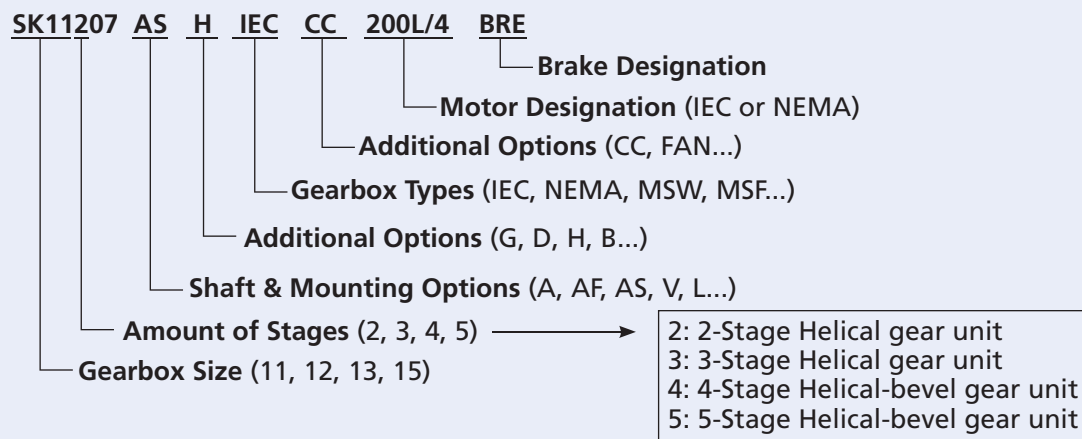 SK11207 AS H IEC CC 200L/4 BRE
Brake Designation
Motor Designation (IEC or NEMA)
Additional Options (CC, FAN...)
Gearbox Types (IEC, NEMA, MSW, MSF...)
Additional Options (G, D, H, B...)
Shaft & Mounting Options (A, AF, AS, V, L...)
Amount of Stages (2, 3, 4, 5)
Gearbox Size (11, 12, 13, 15)
2: 2-Stage Helical gear unit
3: 3-Stage Helical gear unit
4: 4-Stage Helical-bevel gear unit
5: 5-Stage Helical-bevel gear unit